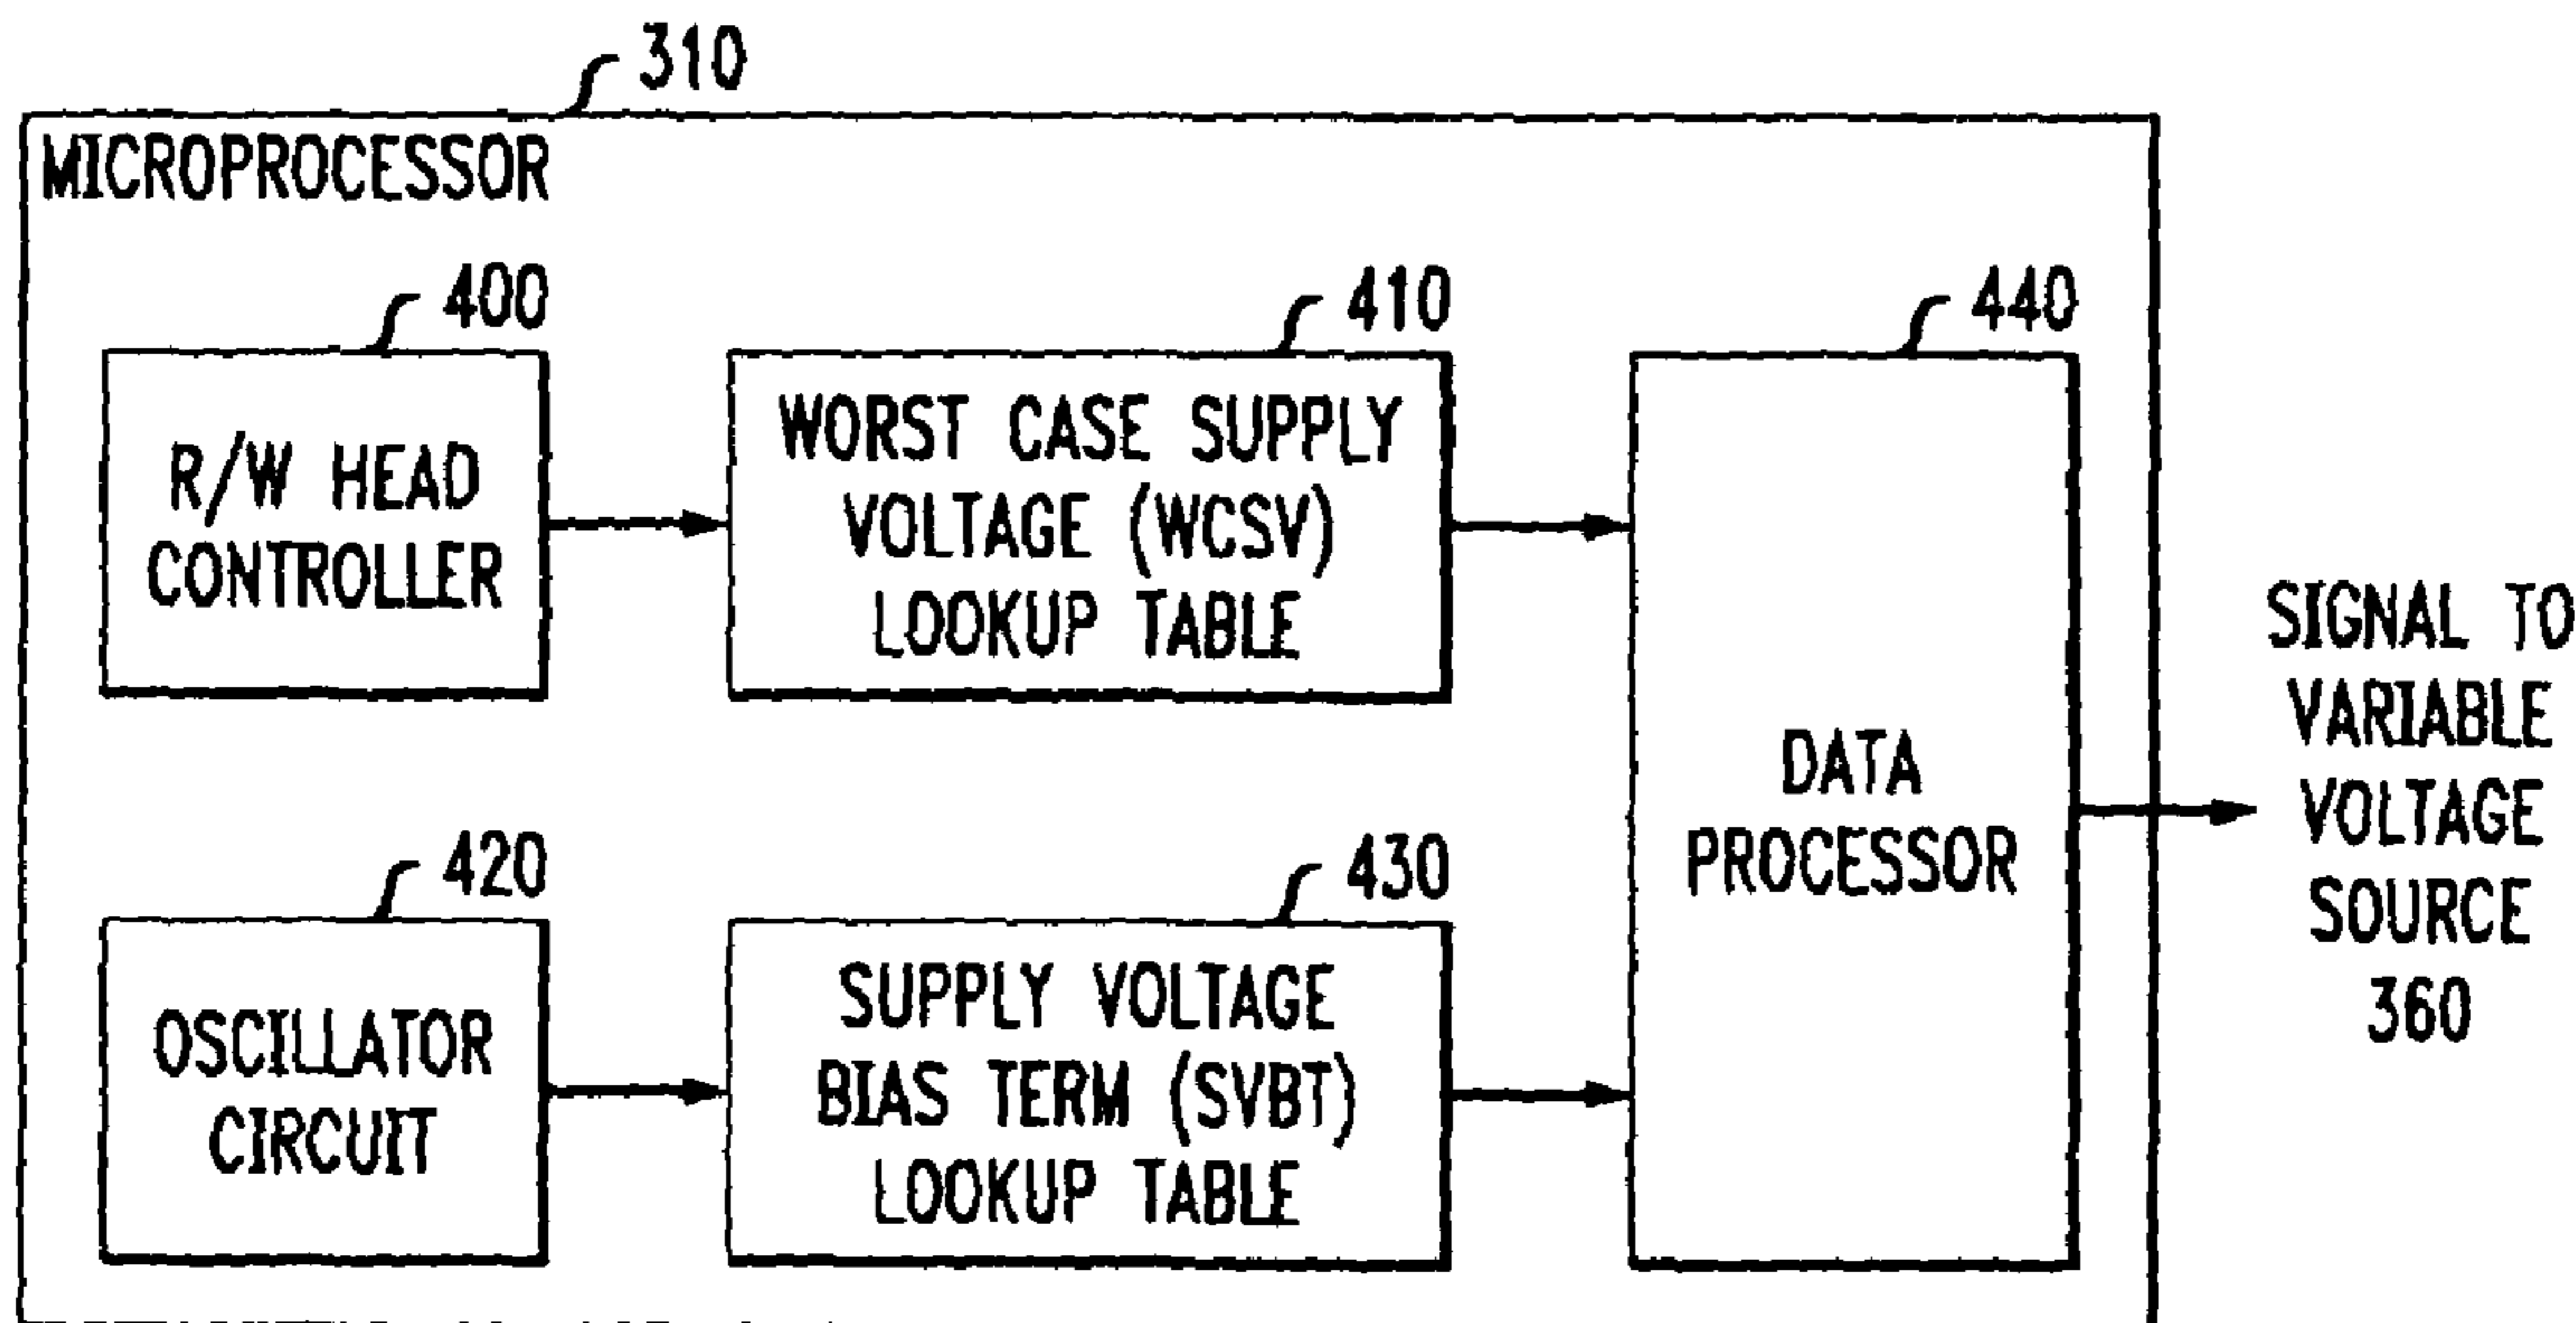 310
MICROPROCESSOR
400
R/W HEAD
CONTROLLER
410
WORST CASE SUPPLY
VOLTAGE (WCSV)
LOOKUP TABLE
440
DATA
PROCESSOR
420
OSCILLATOR
CIRCUIT
430
SUPPLY VOLTAGE
BIAS TERM (SVBT)
LOOKUP TABLE
SIGNAL TO
VARIABLE
VOLTAGE
SOURCE
360